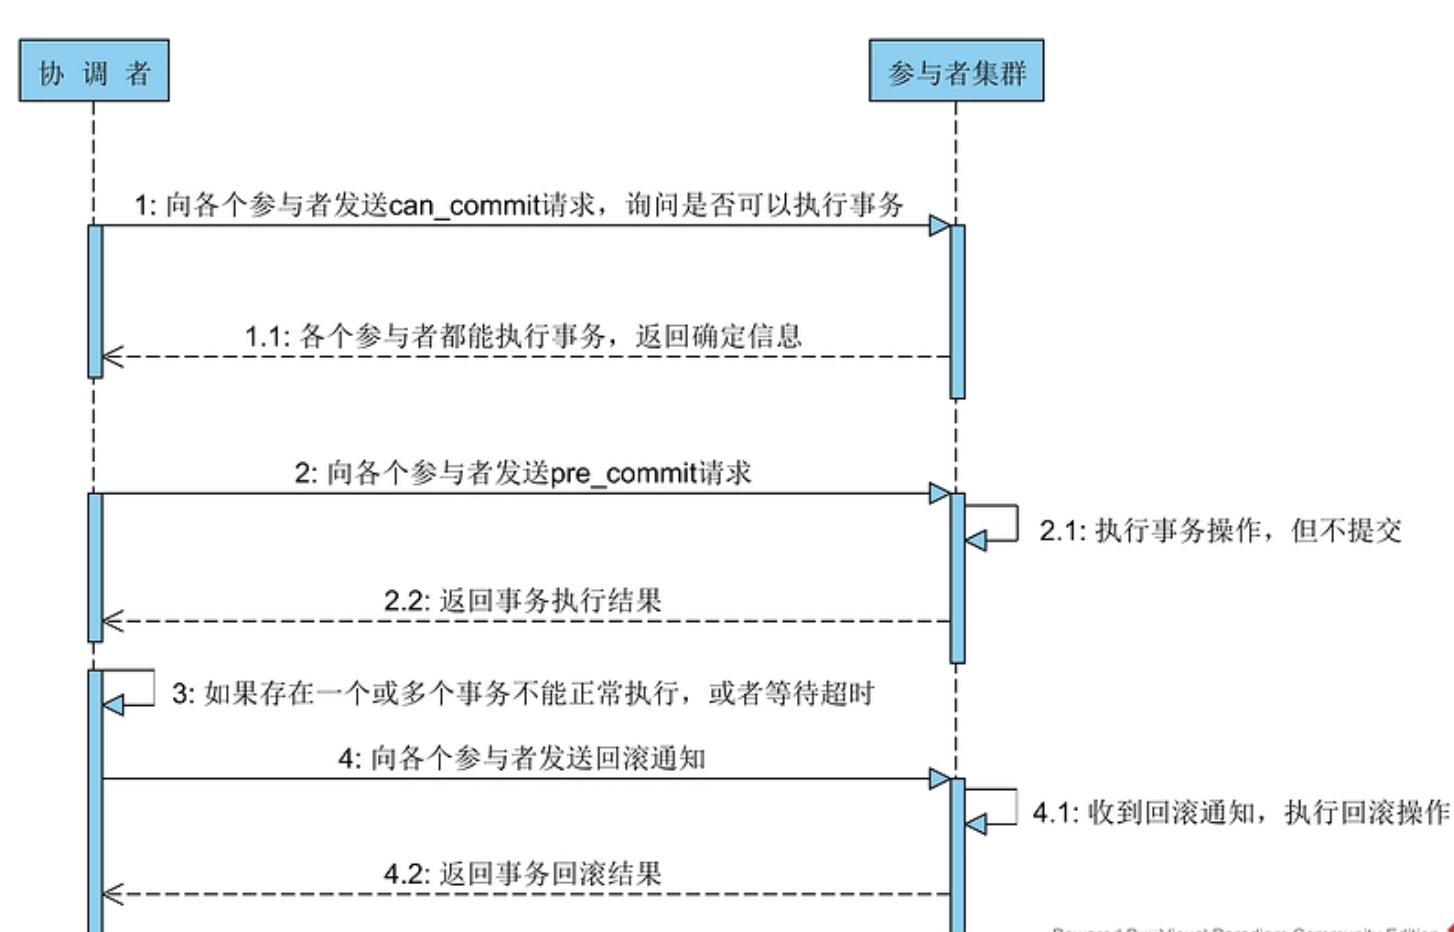 协 调 者
参与者集群
1: 向各个参与者发送can_commit请求，询问是否可以执行事务
1.1: 各个参与者都能执行事务，返回确定信息
2: 向各个参与者发送pre_commit请求
2.1: 执行事务操作，但不提交
2.2: 返回事务执行结果
3: 如果存在一个或多个事务不能正常执行，或者等待超时
4: 向各个参与者发送回滚通知
4.1: 收到回滚通知，执行回滚操作
4.2: 返回事务回滚结果